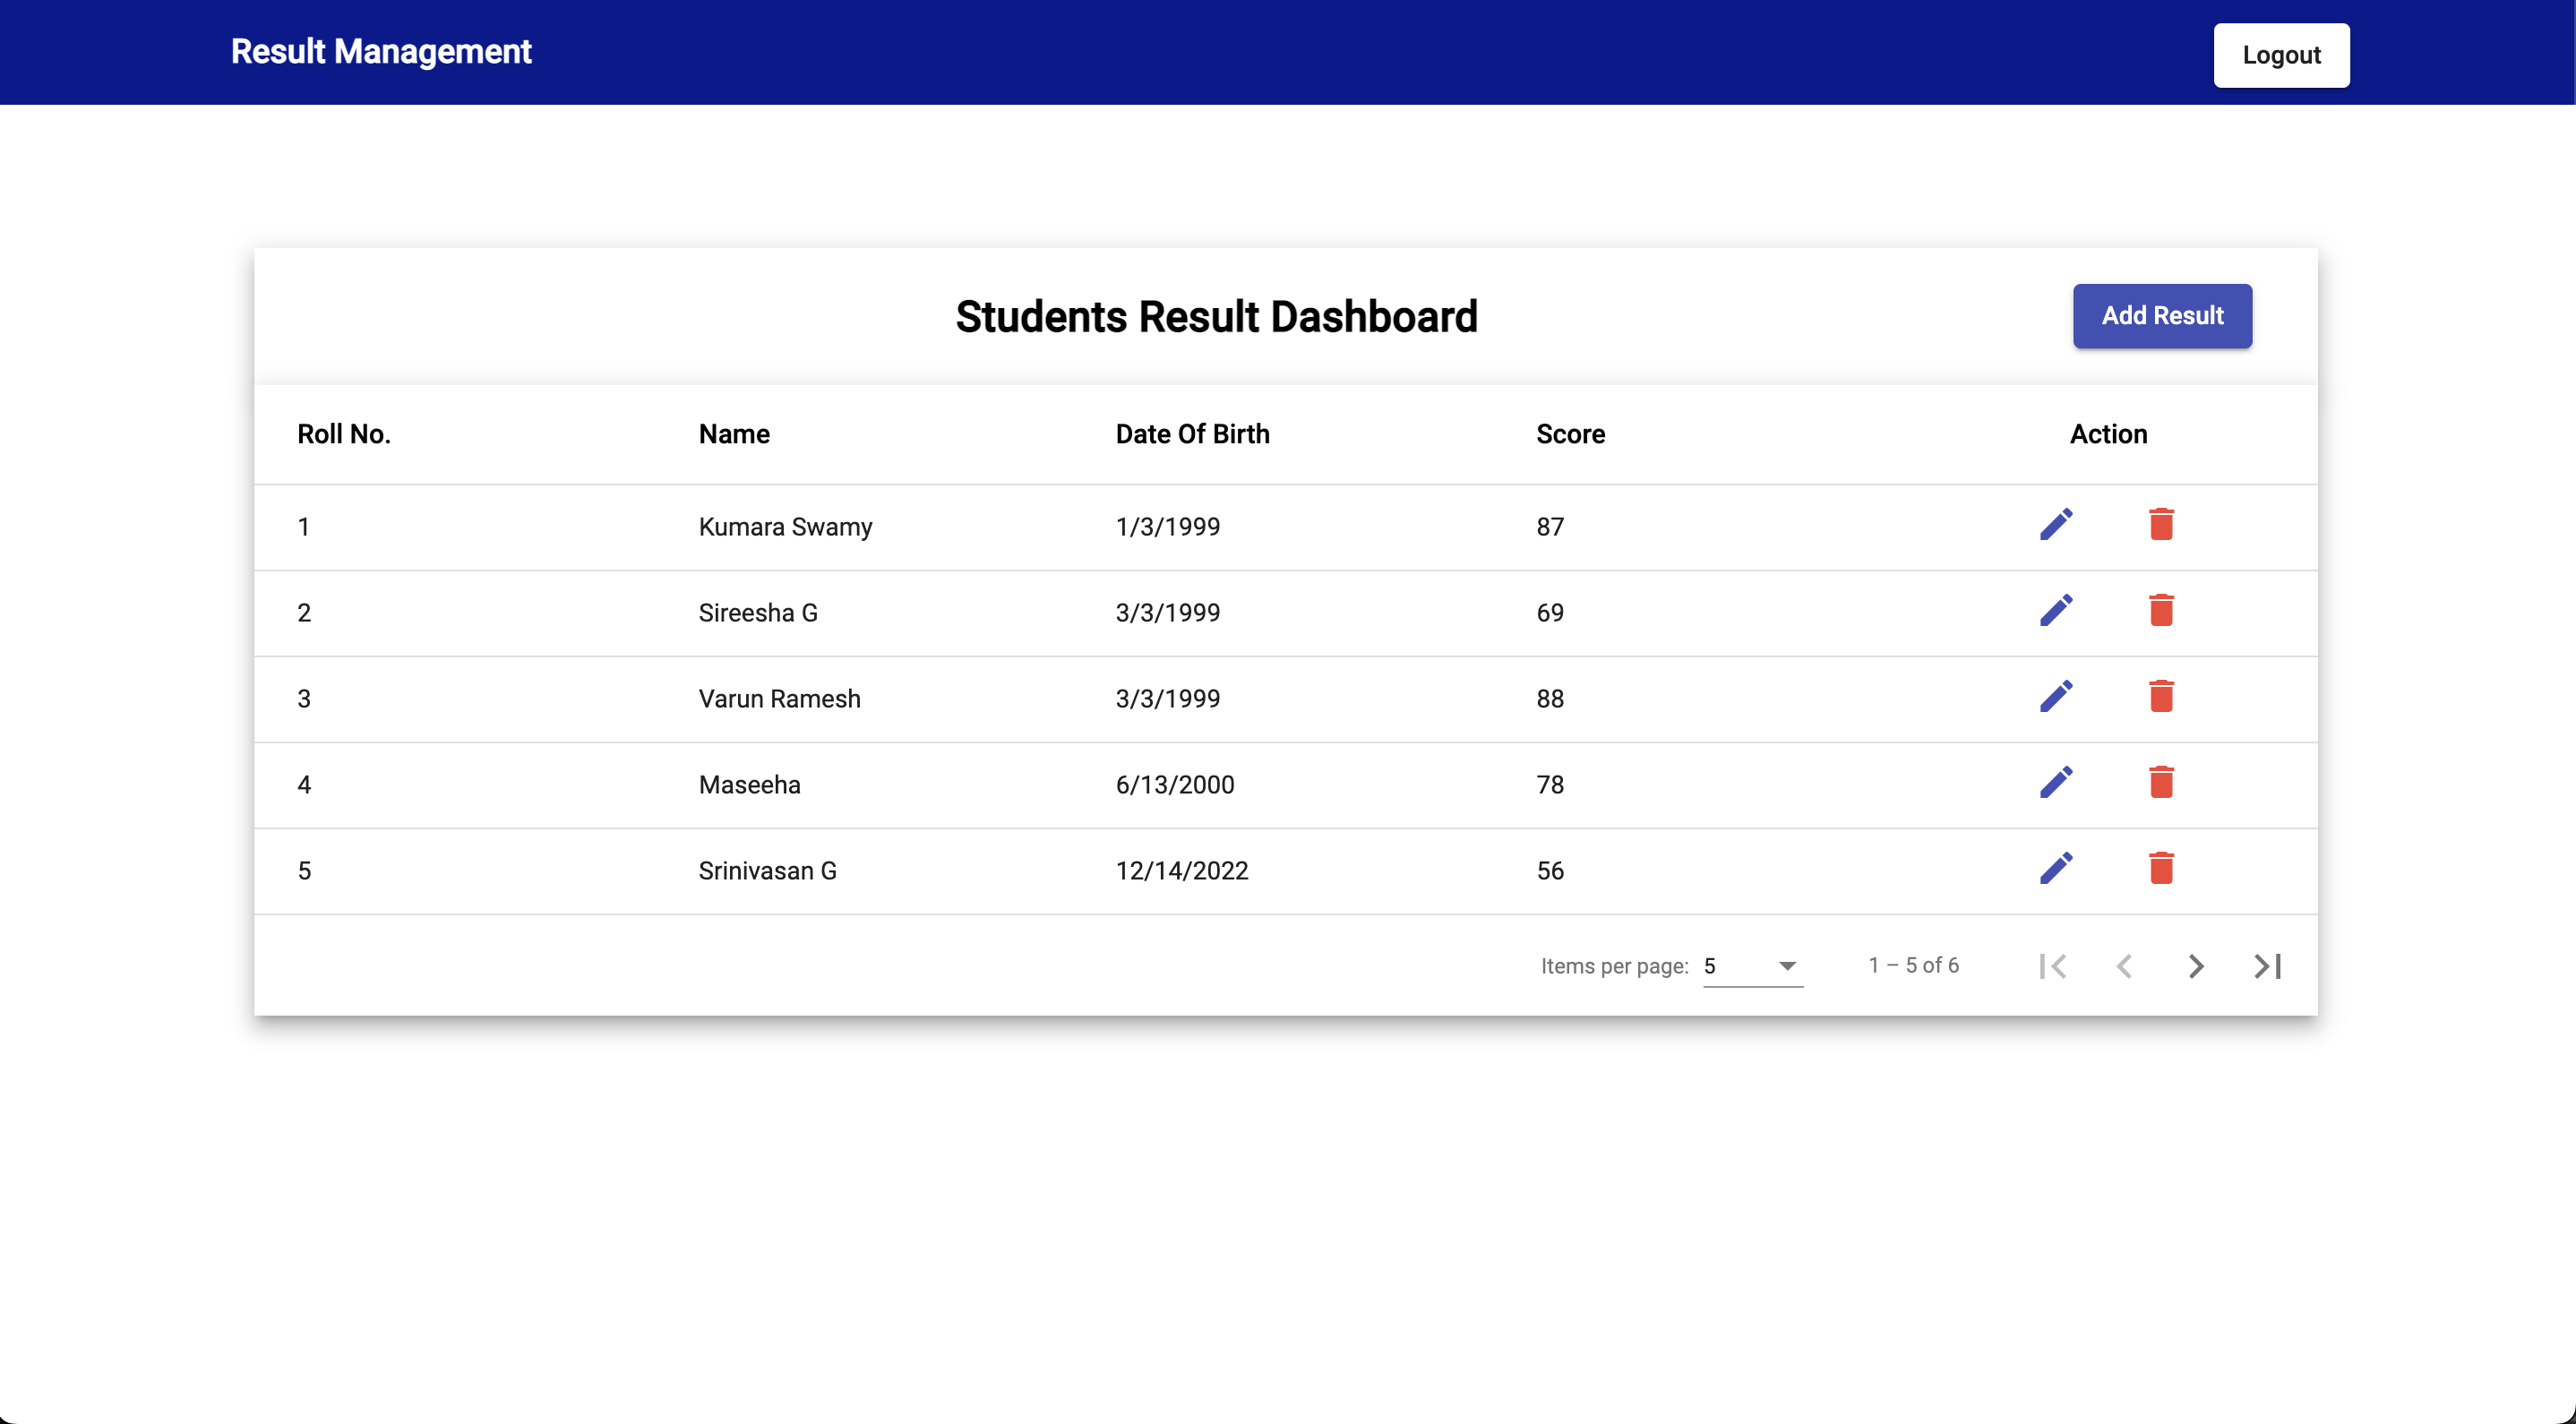 Result Management Logout
Students Result Dashboard Add Result
Roll No. Name Date Of Birth Score Action
1 Kumara Swamy 1/3/1999 87
2 Sireesha G 3/3/1999 69
3 Varun Ramesh 3/3/1999 88
4 Maseeha 6/13/2000 78
5 Srinivasan G 12/14/2022 56
Items per page: 5 1 – 5 of 6